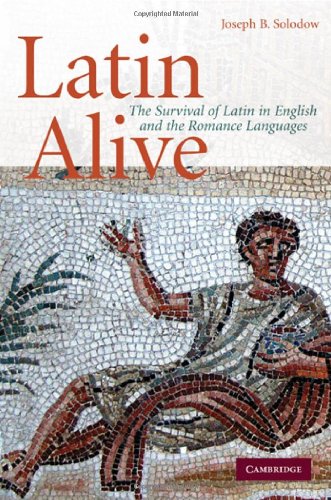 Copyrighted Material
Joseph B. Solodow
Latin
The Survival of Latin in English
and the Romance Languages
Alive
CAMBRIDGE